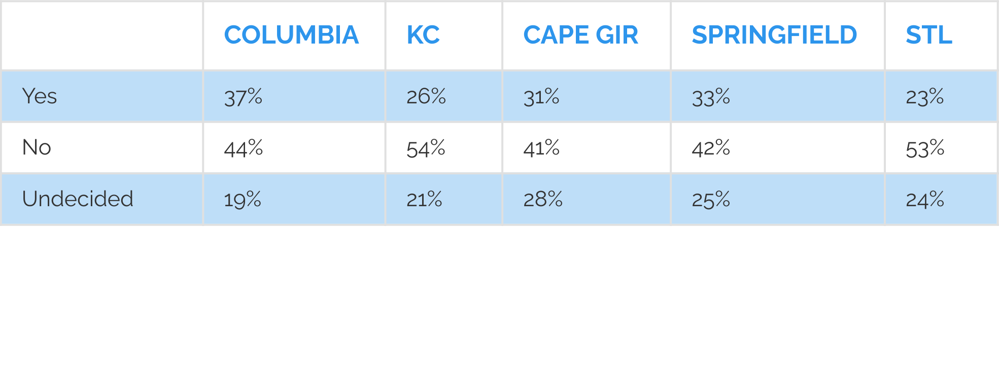 COLUMBIA KC CAPE GIR SPRINGFIELD STL
Yes 37% 26% 31% 33% 23%
No 44% 54% 41% 42% 53%
Undecided 19% 21% 28% 25% 24%